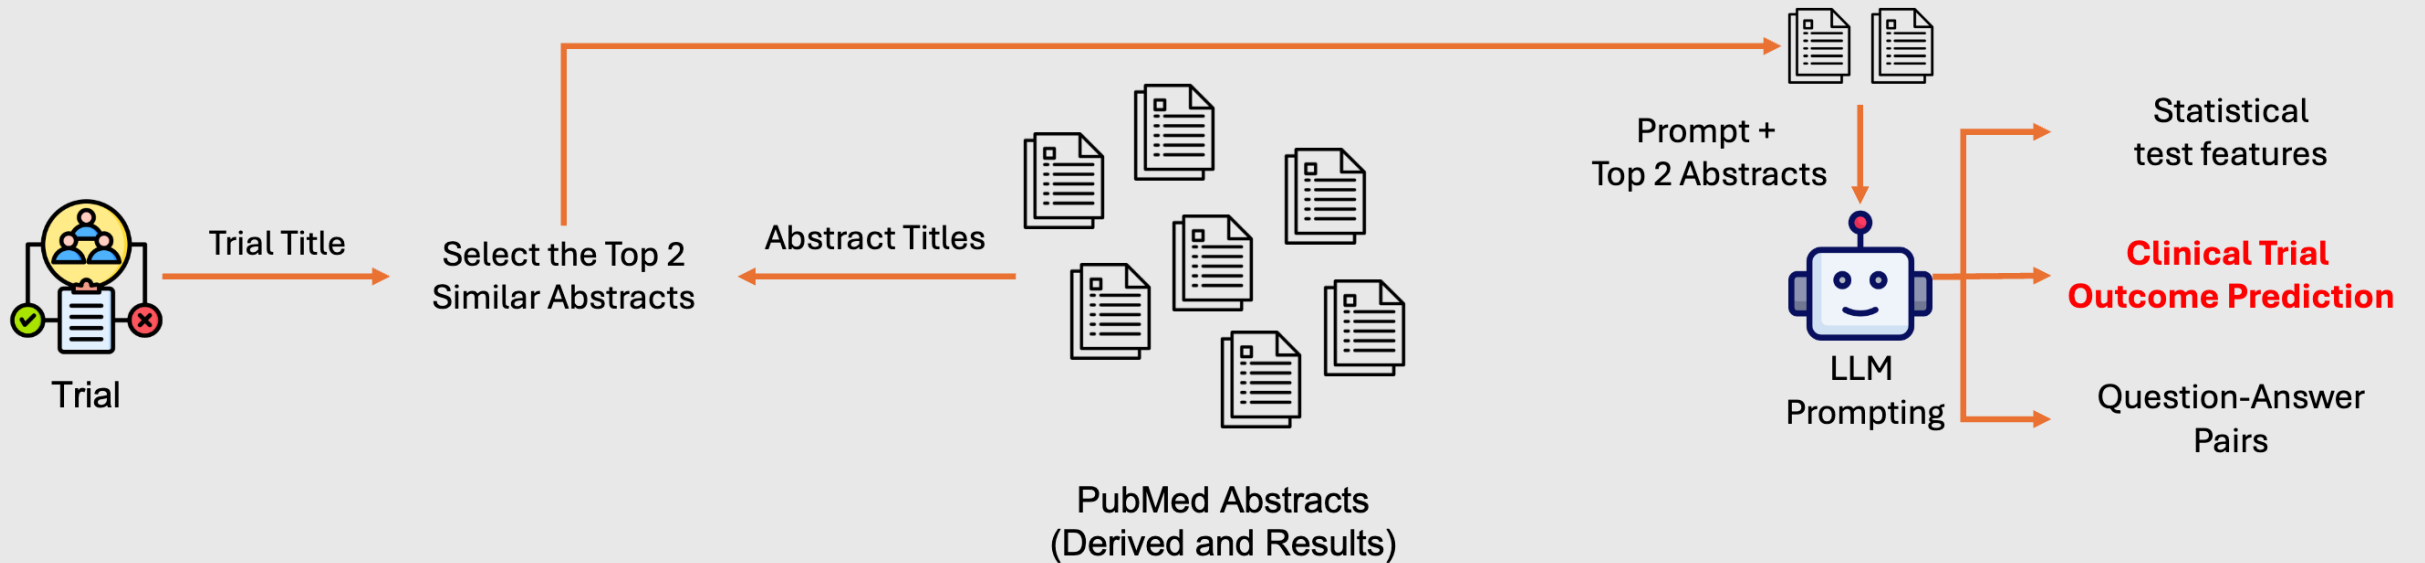 Trial
Trial Title
Select the Top 2
Similar Abstracts
Abstract Titles
PubMed Abstracts
(Derived and Results)
Prompt +
Top 2 Abstracts
LLM
Prompting
Statistical
test features
Clinical Trial
Outcome Prediction
Question-Answer
Pairs